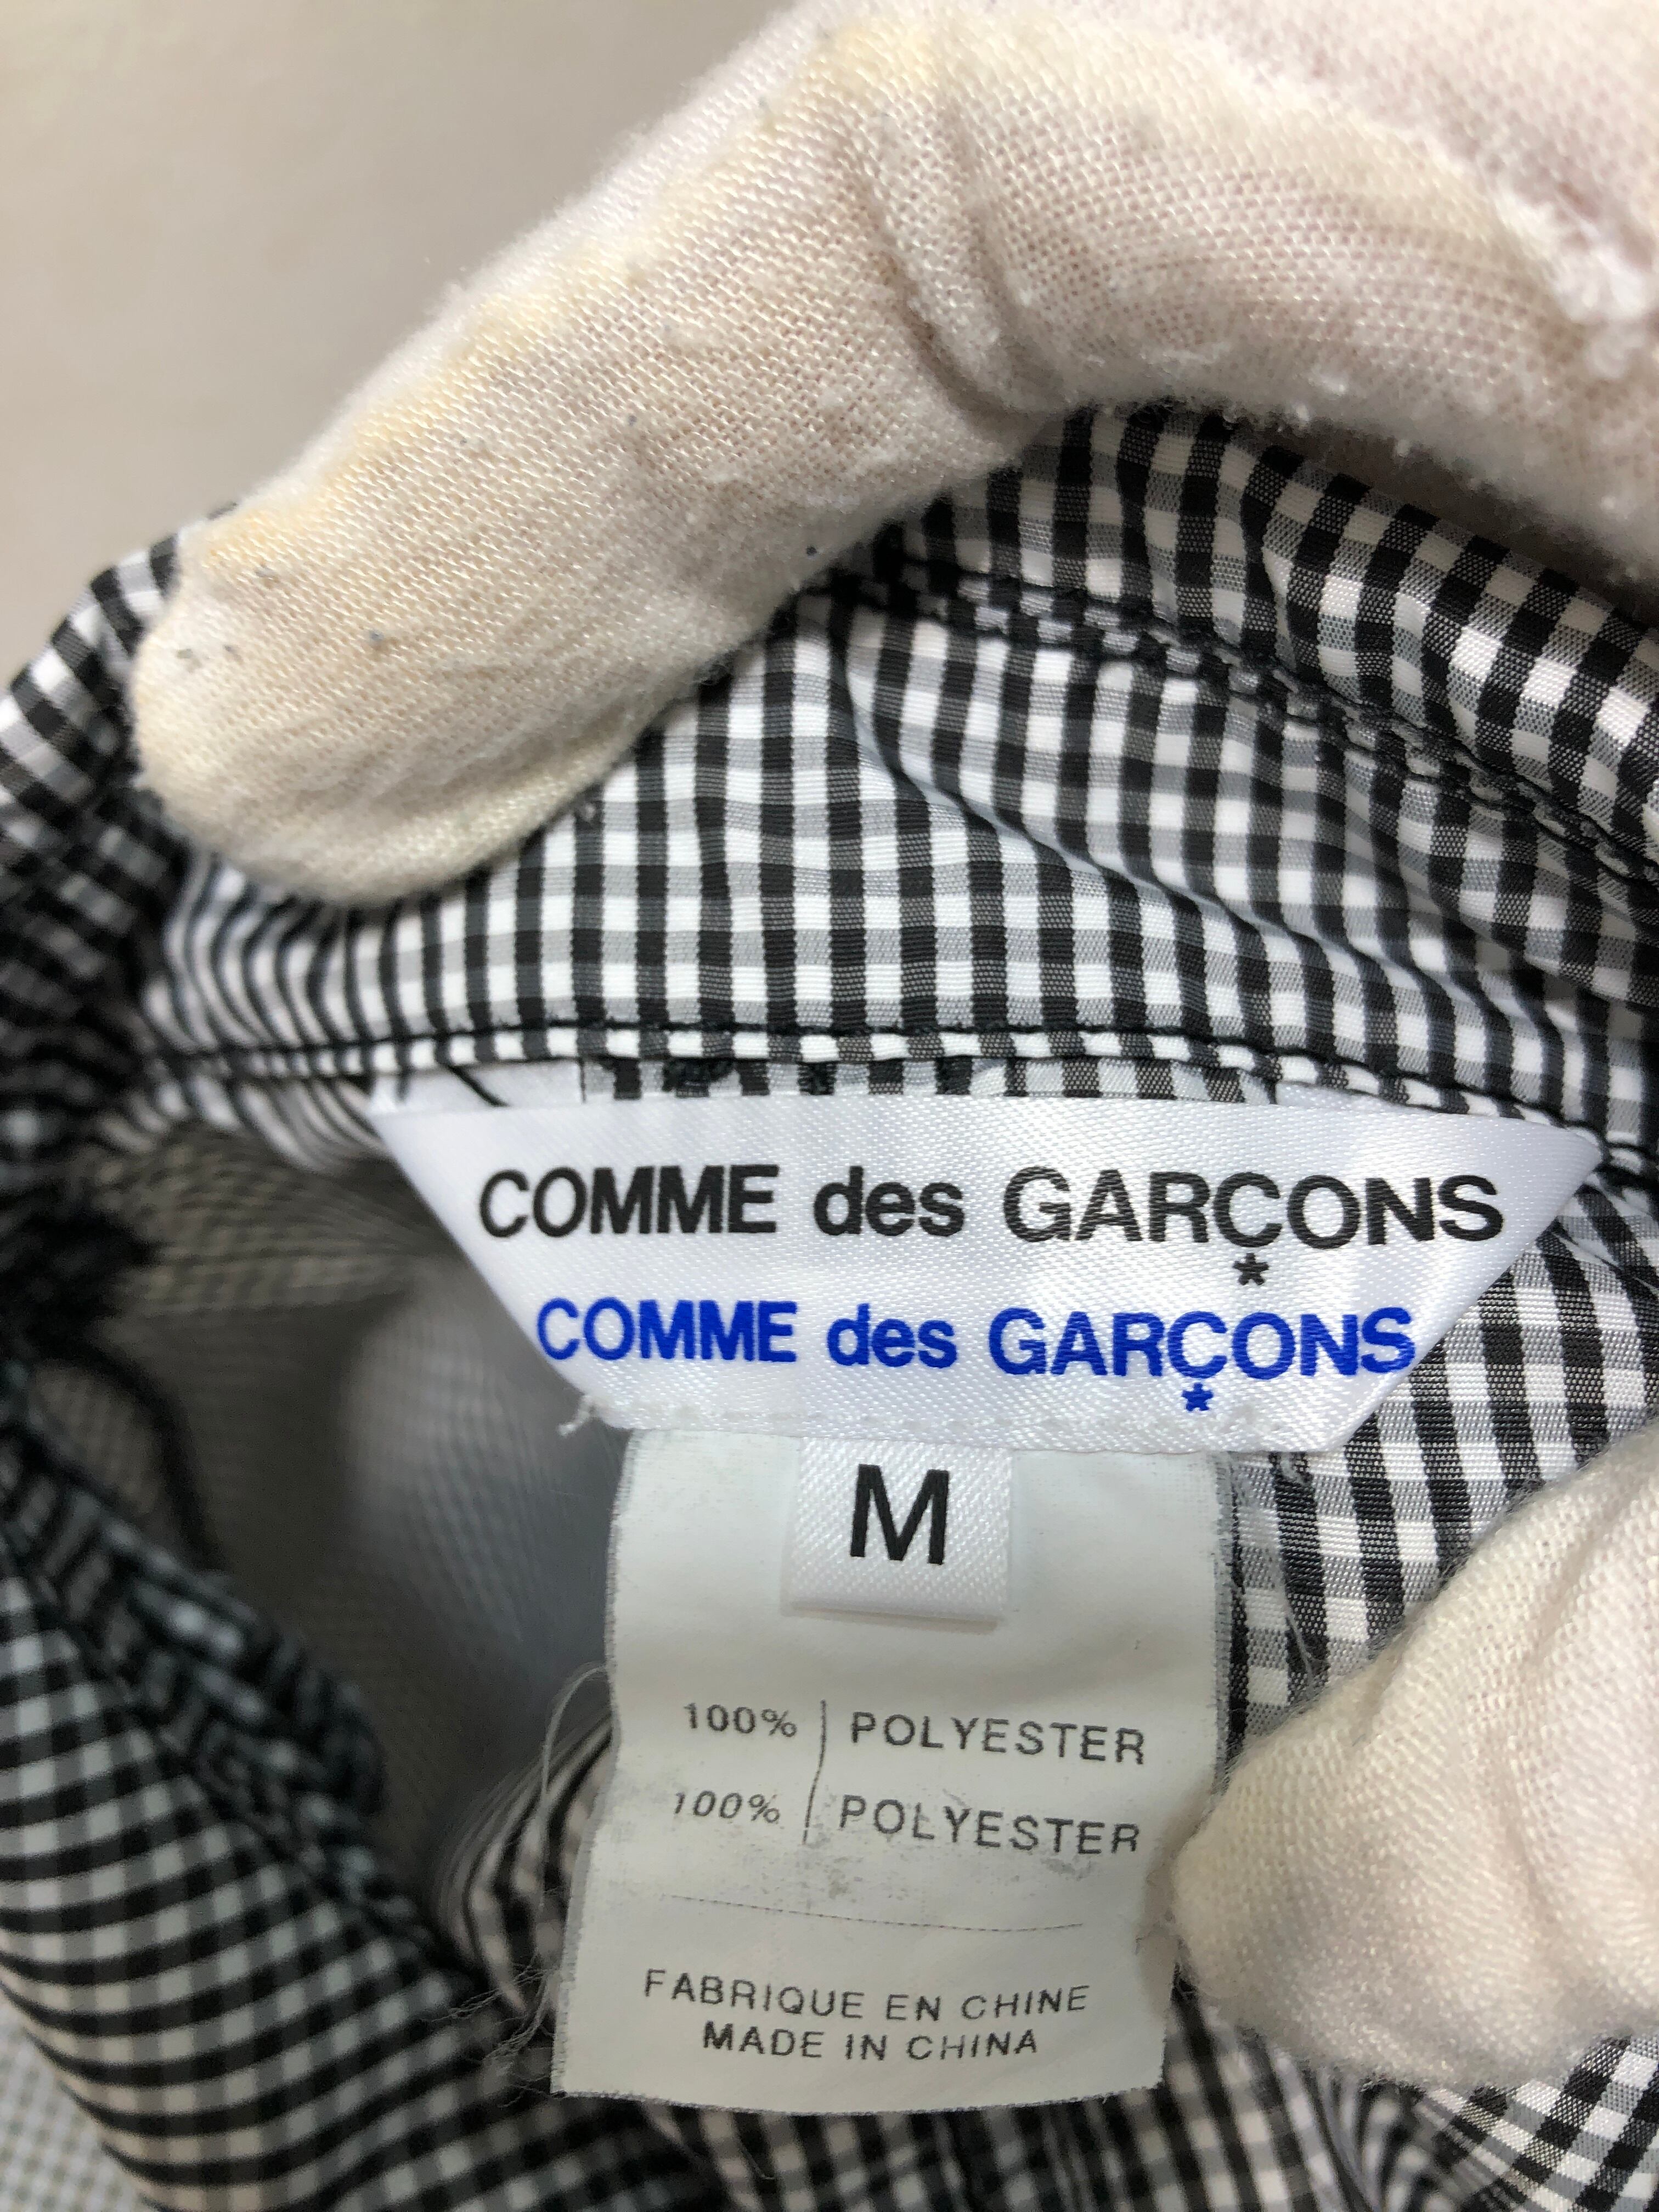 COMME des GARÇONS
COMME des GARÇONS
M
100% POLYESTER
100% POLYESTER
FABRIQUE EN CHINE
MADE IN CHINA